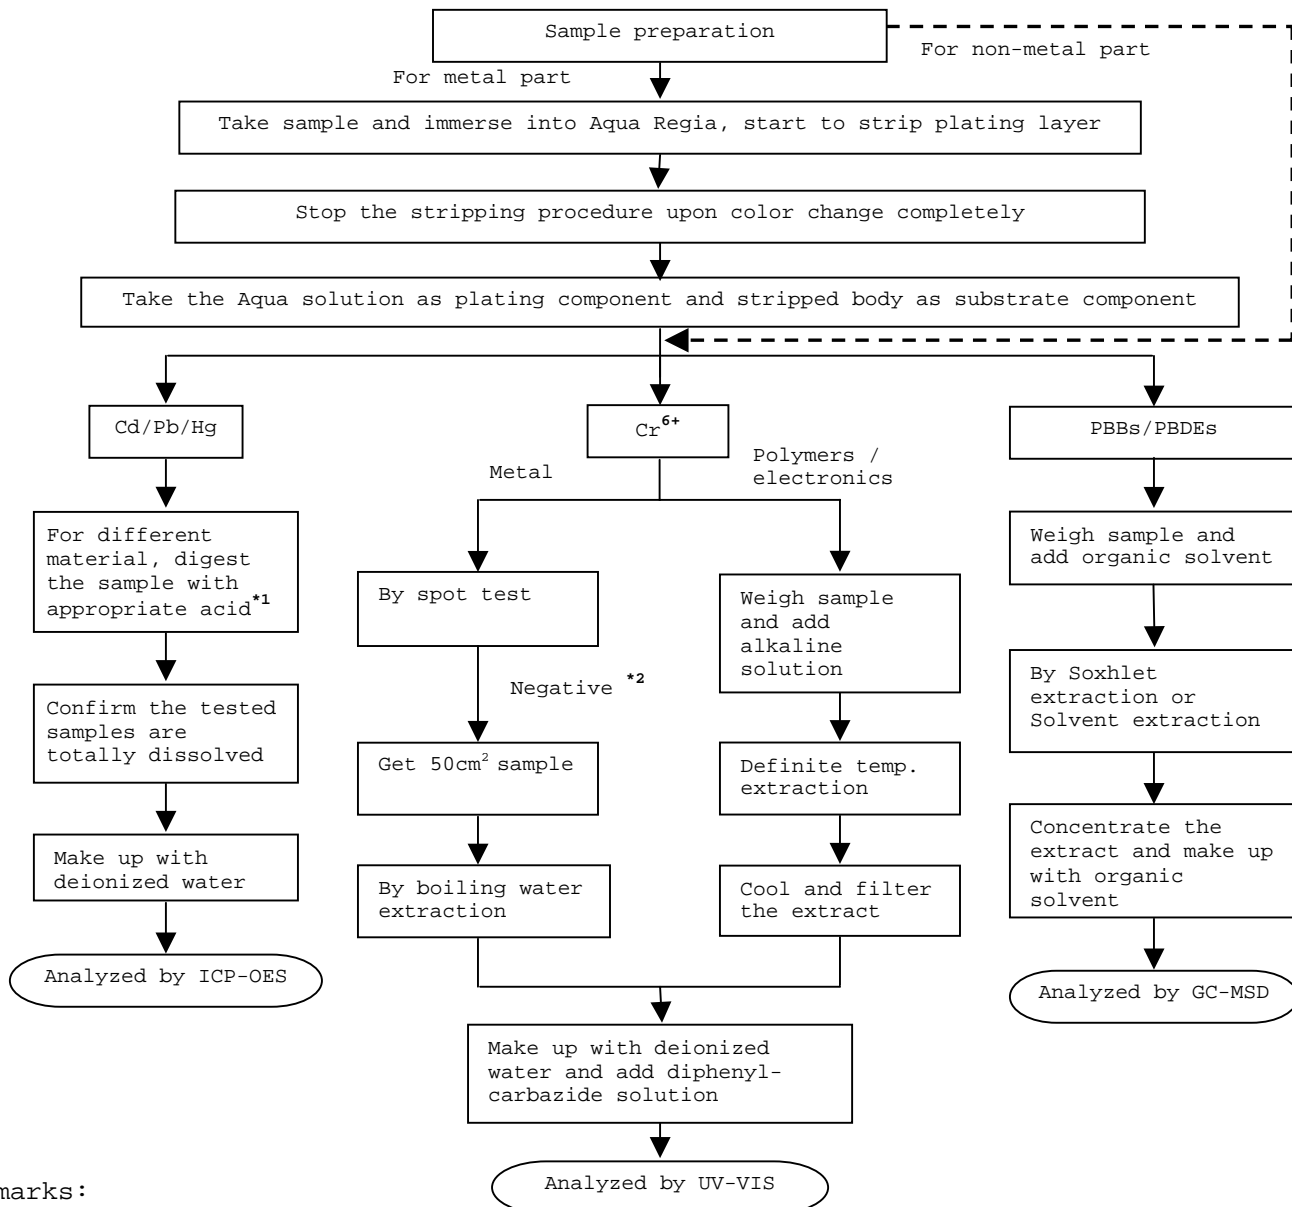 Sample preparation
For non-metal part
For metal part
Take sample and immerse into Aqua Regia, start to strip plating layer
Stop the stripping procedure upon color change completely
Take the Aqua solution as plating component and stripped body as substrate component
Cd/Pb/Hg
Cr⁶⁺
PBBs/PBDEs
Metal
Polymers /
electronics
For different
material, digest
the sample with
appropriate acid*1
Confirm the tested
samples are
totally dissolved
Make up with
deionized water
Analyzed by ICP-OES
By spot test
Negative *2
Get 50cm² sample
By boiling water
extraction
Weigh sample
and add
alkaline
solution
Definite temp.
extraction
Cool and filter
the extract
Make up with deionized
water and add diphenyl-
carbazide solution
Analyzed by UV-VIS
Weigh sample and
add organic solvent
By Soxhlet
extraction or
Solvent extraction
Concentrate the
extract and make up
with organic
solvent
Analyzed by GC-MSD
marks: